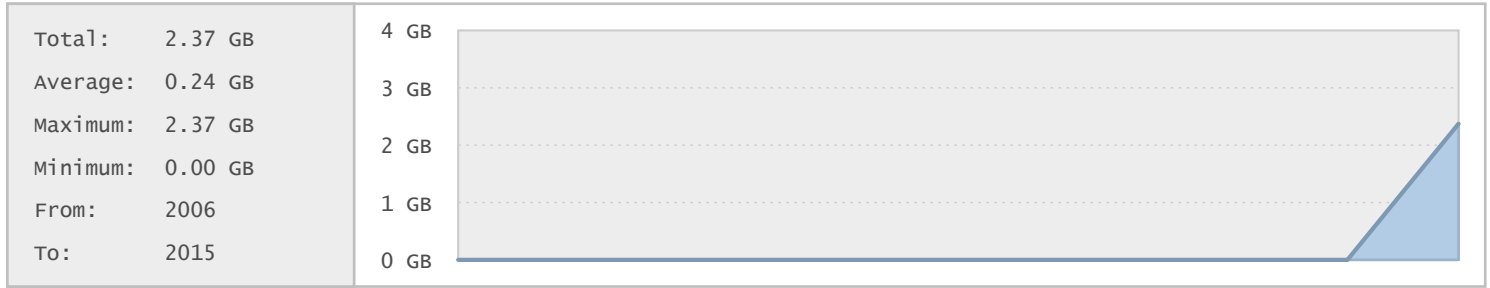 Total: 2.37 GB
Average: 0.24 GB
Maximum: 2.37 GB
Minimum: 0.00 GB
From: 2006
To: 2015
4 GB
3 GB
2 GB
1 GB
0 GB